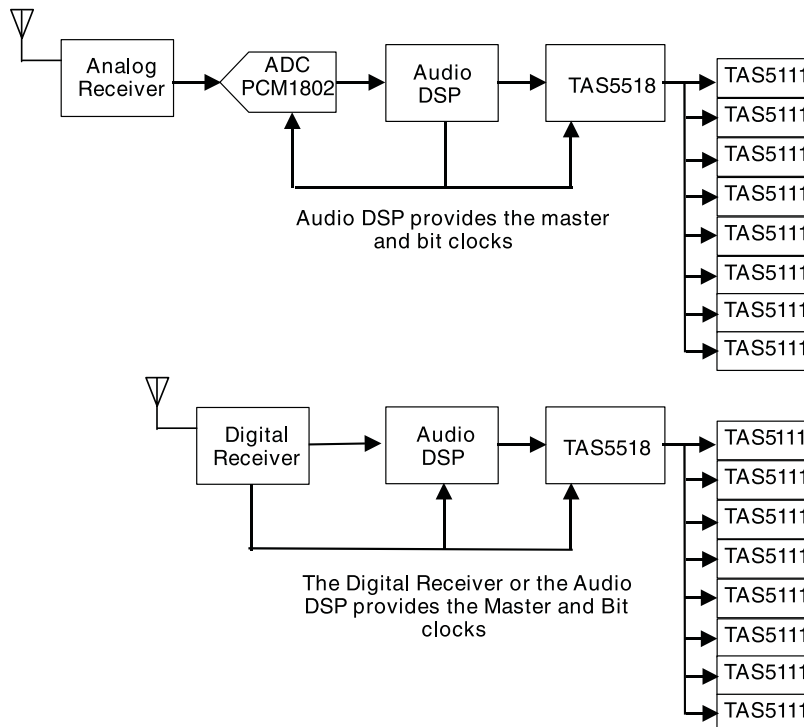 Analog
Receiver
ADC
PCM1802
Audio
DSP
TAS5518
TAS5111
TAS5111
TAS5111
TAS5111
TAS5111
TAS5111
TAS5111
TAS5111
Audio DSP provides the master
and bit clocks
Digital
Receiver
Audio
DSP
TAS5518
TAS5111
TAS5111
TAS5111
TAS5111
TAS5111
TAS5111
TAS5111
TAS5111
The Digital Receiver or the Audio
DSP provides the Master and Bit
clocks